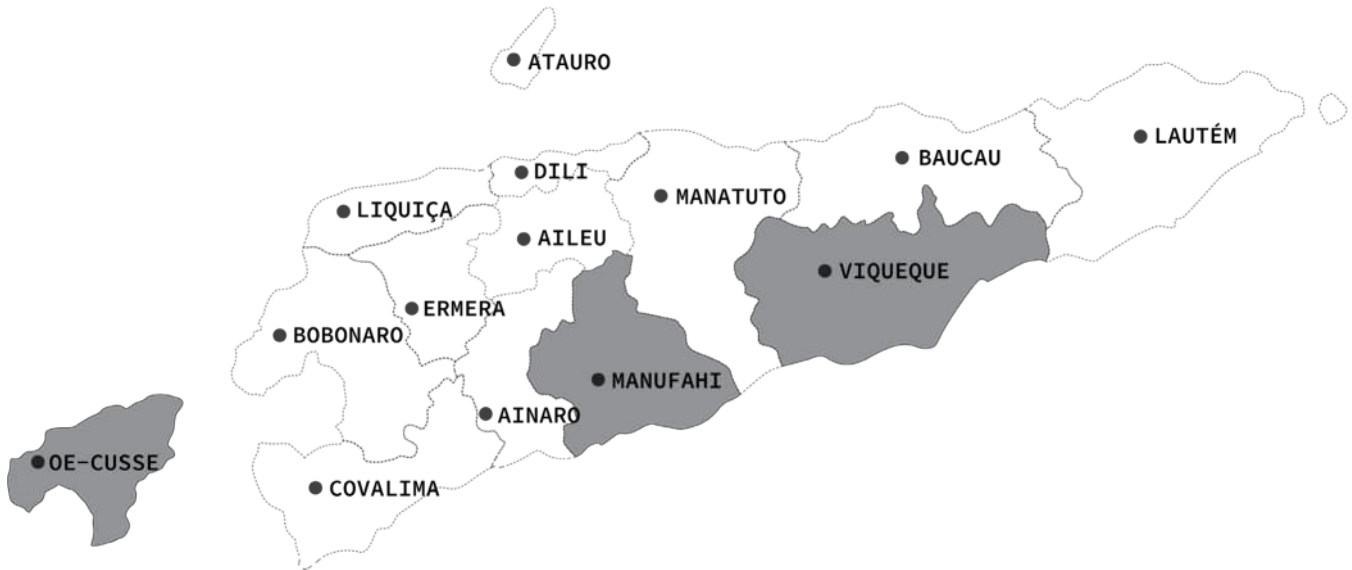 ATAURO
LAUTÉM
BAUCAU
DILI
MANATUTO
LIQUIÇA
AILEU
VIQUEQUE
ERMERA
BOBONARO
MANUFAHI
AINARO
OE-CUSSE
COVALIMA